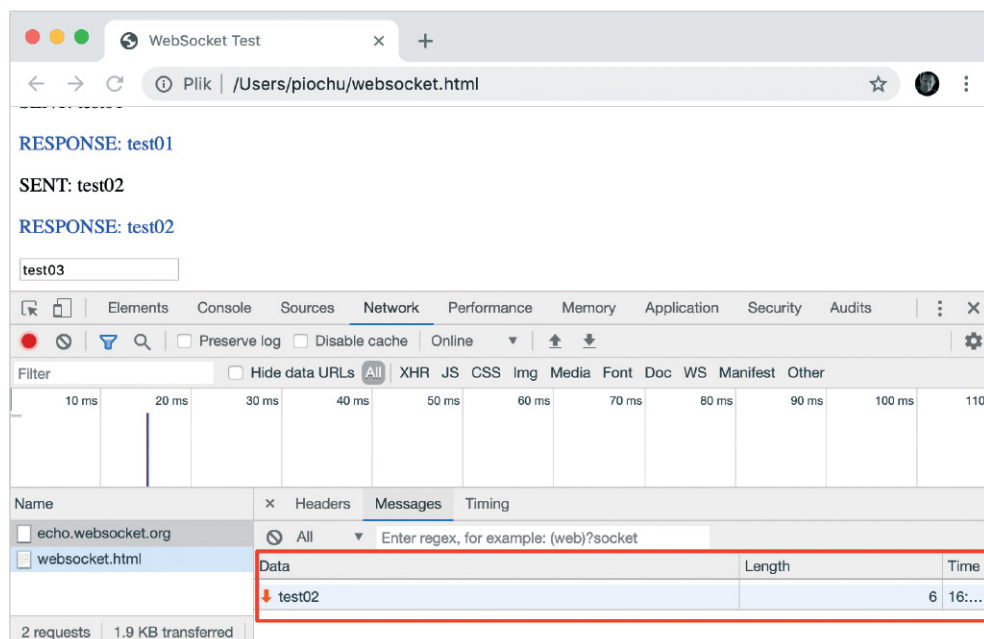 WebSocket Test
Plik | /Users/piochu/websocket.html
RESPONSE: test01
SENT: test02
RESPONSE: test02
test03
Elements Console Sources Network Performance Memory Application Security Audits
Preserve log Disable cache Online
Filter Hide data URLs All XHR JS CSS Img Media Font Doc WS Manifest Other
10 ms 20 ms 30 ms 40 ms 50 ms 60 ms 70 ms 80 ms 90 ms 100 ms 110
Name Headers Messages Timing
echo.websocket.org All Enter regex, for example: (web)?socket
websocket.html Data Length Time
test02 6 16:...
2 requests 1.9 KB transferred